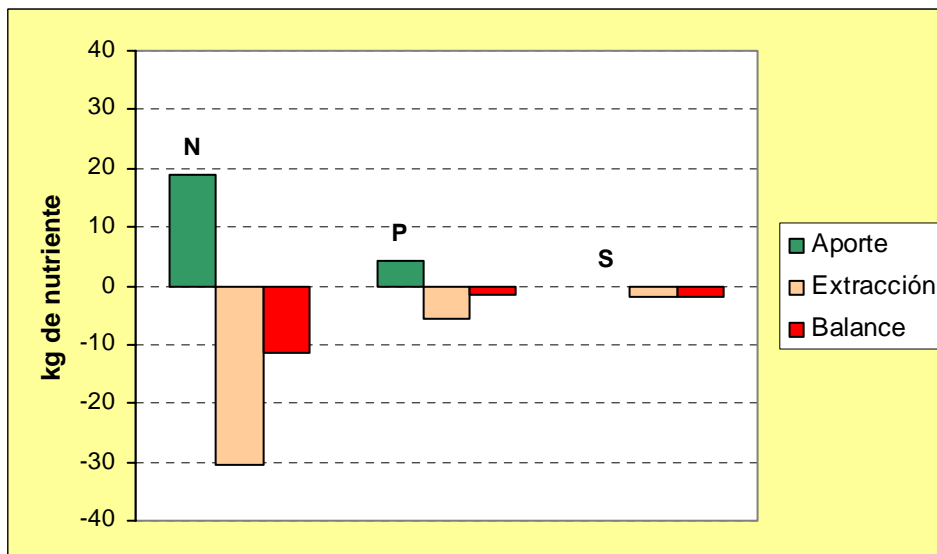 40
30
20
10
0
-10
-20
-30
-40
kg de nutriente
N
P
S
Aporte
Extracción
Balance